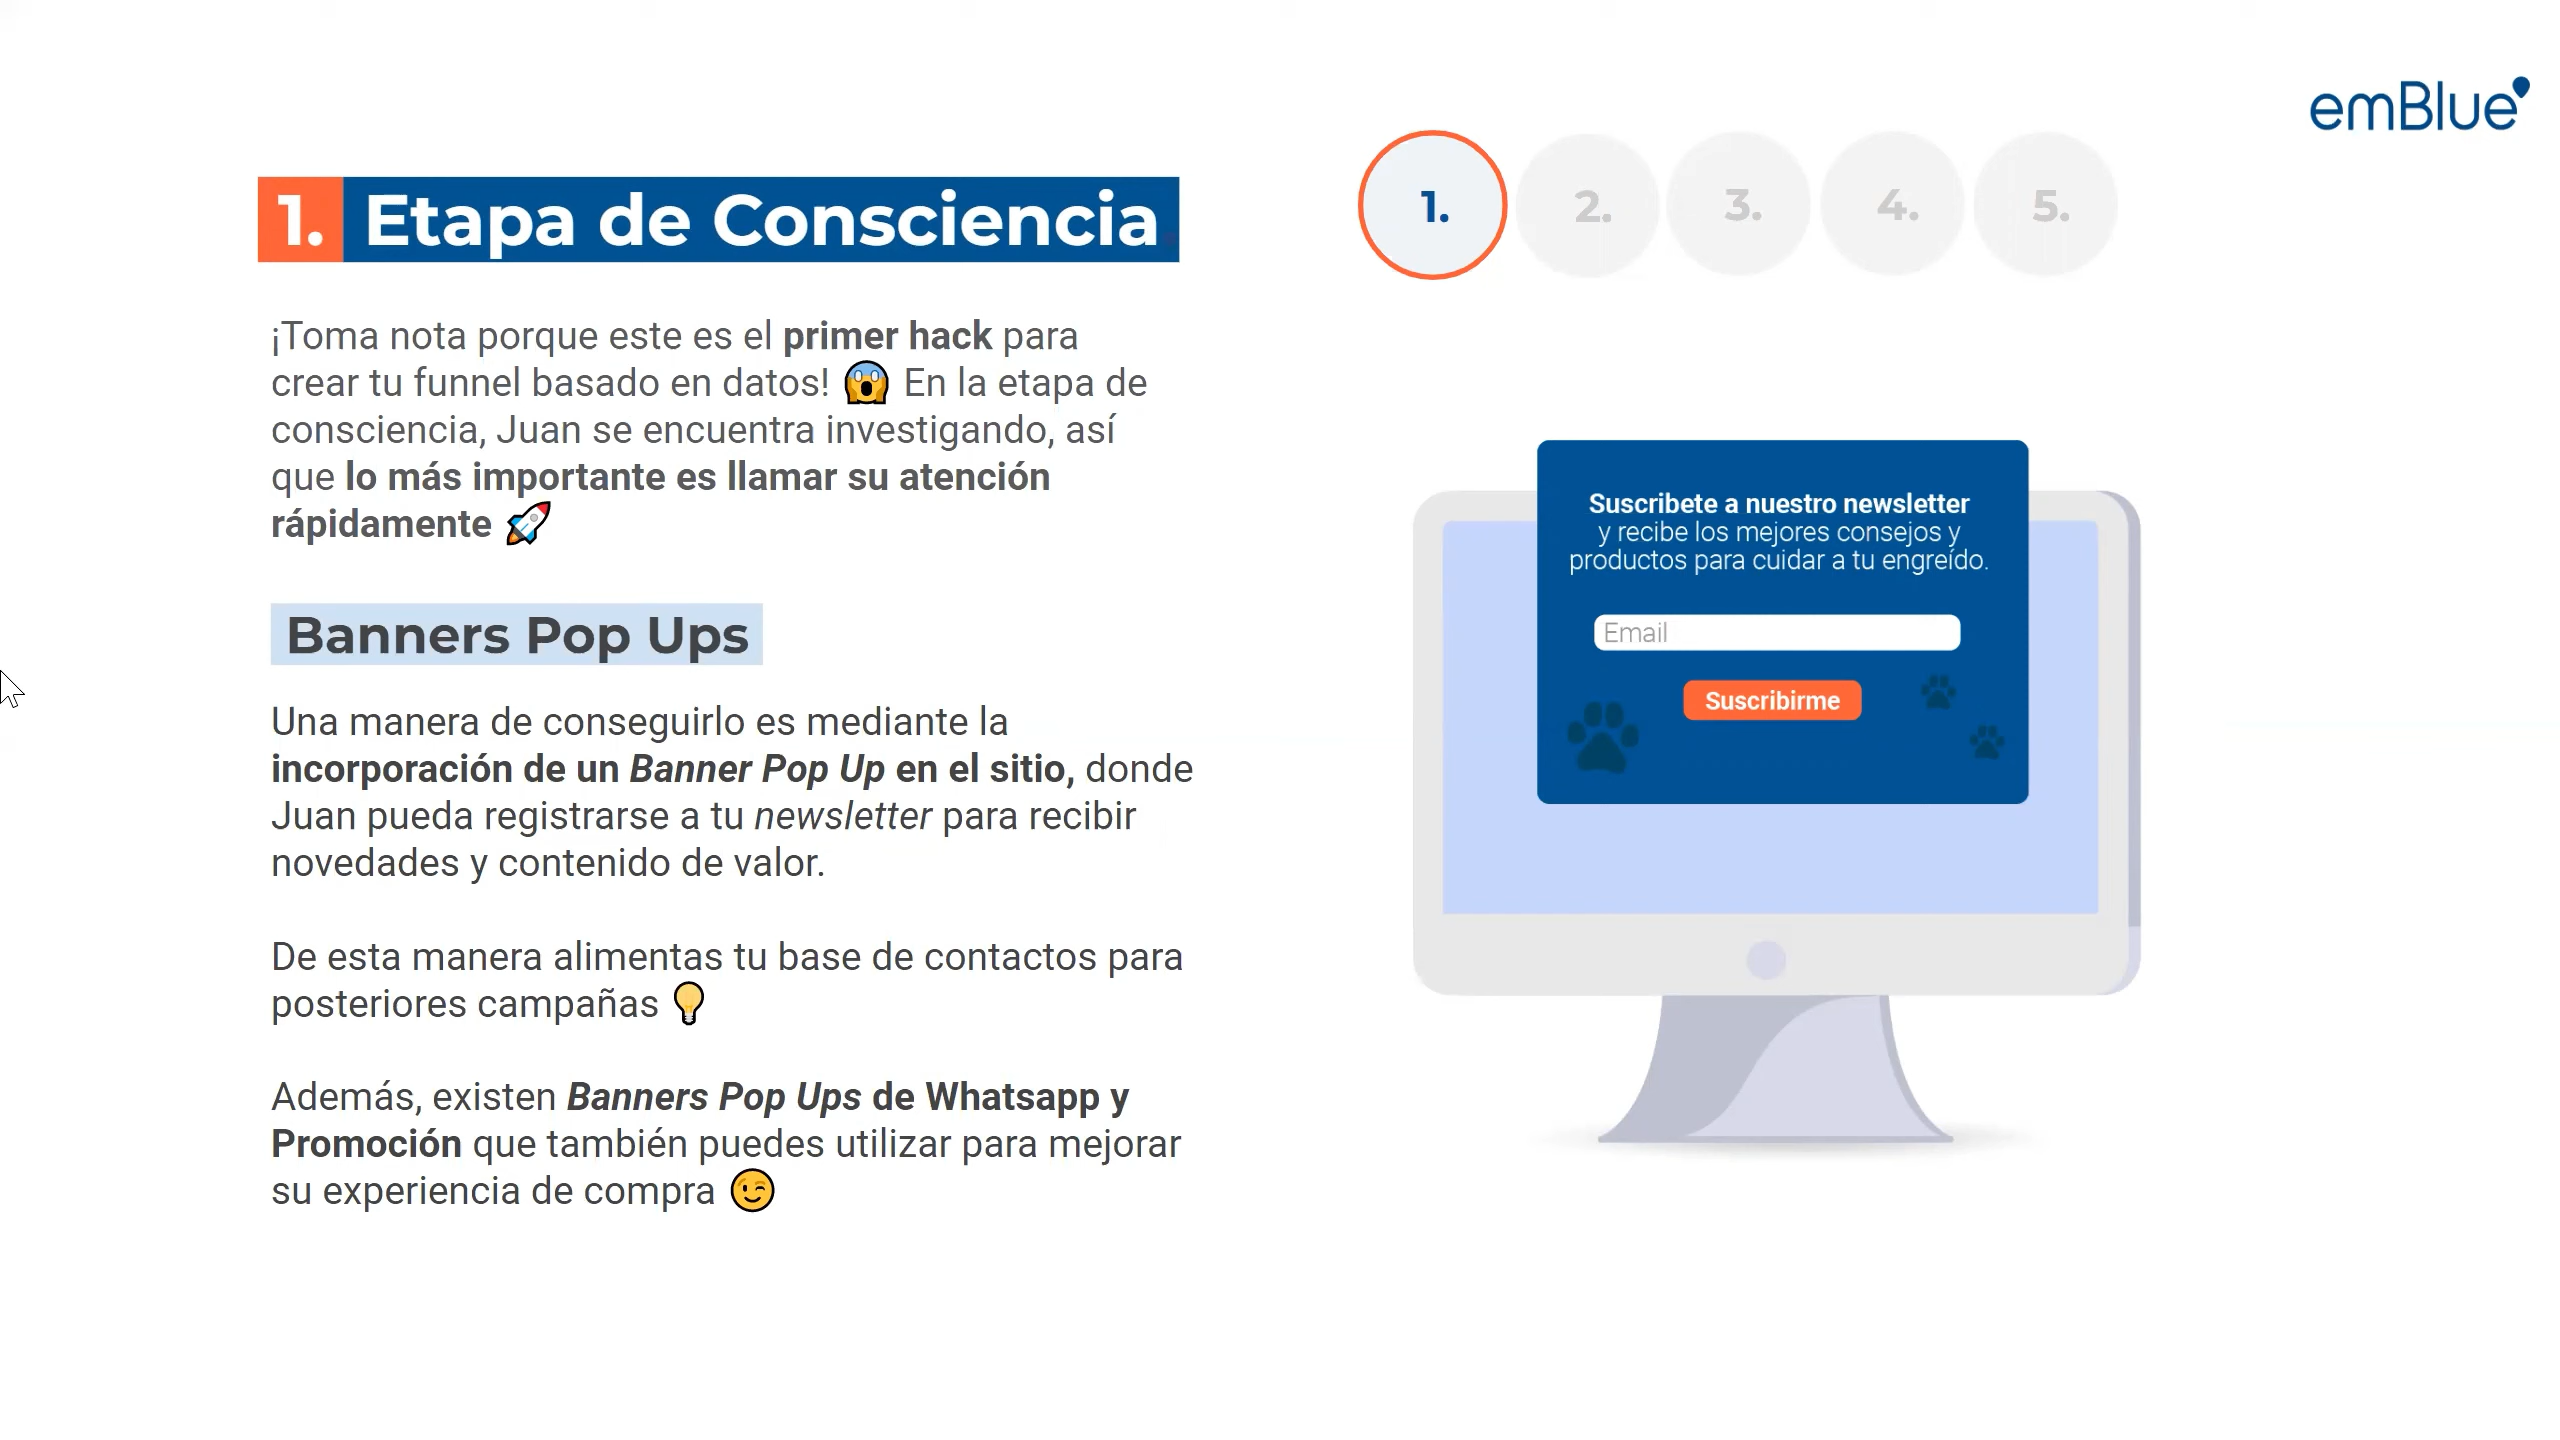 emBlue
1. Etapa de Consciencia.
1. 2. 3. 4. 5.
¡Toma nota porque este es el primer hack para
crear tu funnel basado en datos! 😱 En la etapa de
consciencia, Juan se encuentra investigando, así
que lo más importante es llamar su atención
rápidamente 🚀
Banners Pop Ups
Una manera de conseguirlo es mediante la
incorporación de un Banner Pop Up en el sitio, donde
Juan pueda registrarse a tu newsletter para recibir
novedades y contenido de valor.
De esta manera alimentas tu base de contactos para
posteriores campañas 💡
Además, existen Banners Pop Ups de Whatsapp y
Promoción que también puedes utilizar para mejorar
su experiencia de compra 😉
Suscribete a nuestro newsletter
y recibe los mejores consejos y
productos para cuidar a tu engreído.
Email
Suscribirme